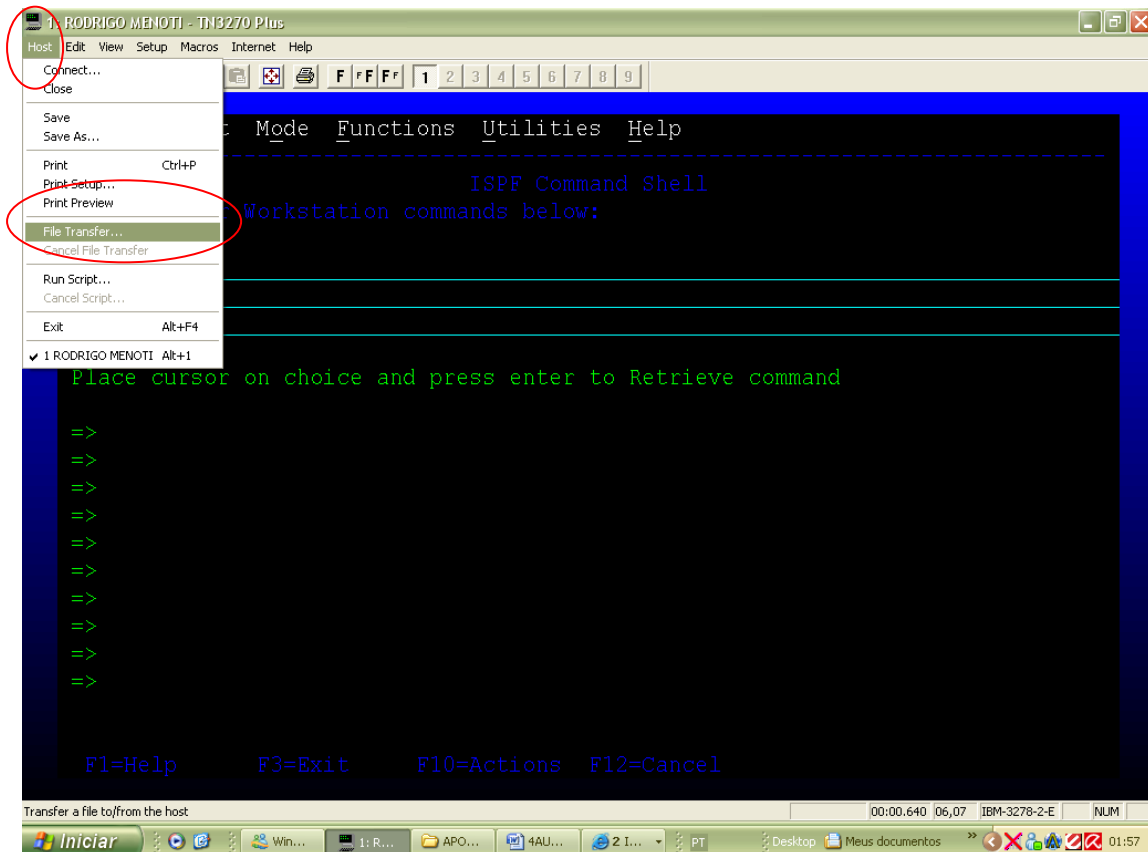 1: RODRIGO MENOTI - TN3270 Plus
Host Edit View Setup Macros Internet Help
Connect...
Close
Save
Save As...
Print Ctrl+P
Print Setup...
Print Preview
File Transfer...
Cancel File Transfer
Run Script...
Cancel Script...
Exit Alt+F4
1 RODRIGO MENOTI Alt+1
F F F F F 1 2 3 4 5 6 7 8 9
Mode Functions Utilities Help
ISPF Command Shell
Workstation commands below:
Place cursor on choice and press enter to Retrieve command
=>
=>
=>
=>
=>
=>
=>
=>
=>
=>
F1=Help F3=Exit F10=Actions F12=Cancel
Transfer a file to/from the host 00:00.640 06,07 IBM-3278-2-E NUM
Iniciar Win... 1: R... APO... 4AU... 2 I... PT Desktop Meus documentos » 01:57